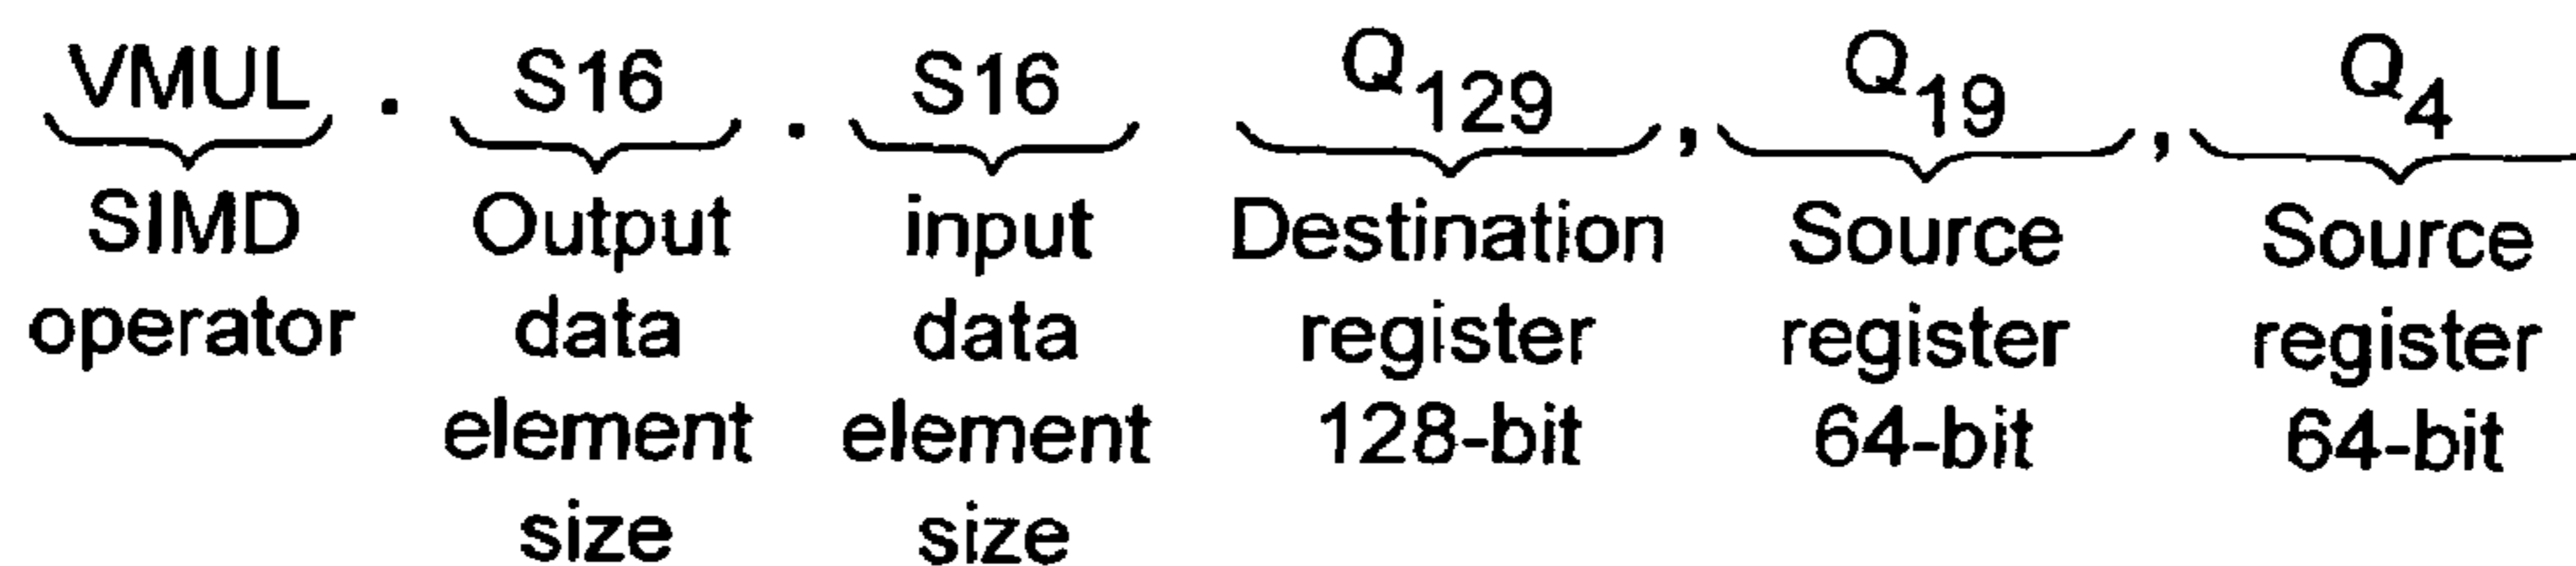 VMUL . S16 . S16 Q129 , Q19 , Q4
SIMD Output input Destination Source Source
operator data data register register register
element element 128-bit 64-bit 64-bit
size size